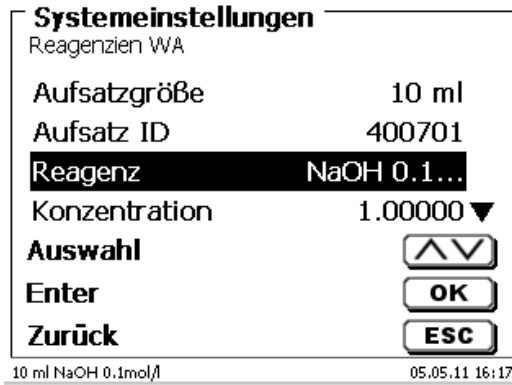 Systemeinstellungen
Reagenzien WA
Aufsatzgröße 10 ml
Aufsatz ID 400701
Reagenz NaOH 0.1...
Konzentration 1.00000
Auswahl
Enter OK
Zurück ESC
10 ml NaOH 0.1mol/l 05.05.11 16:17